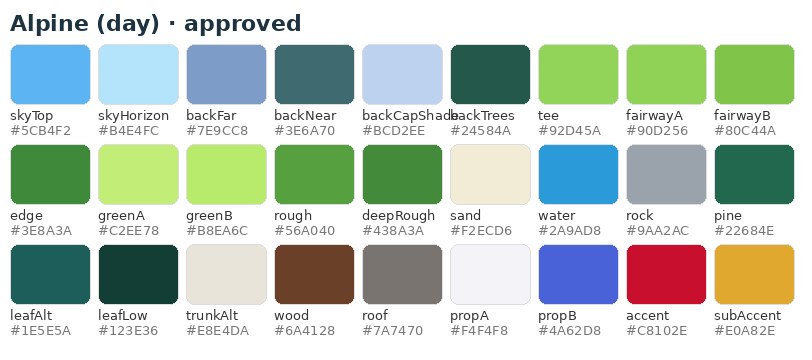 Alpine (day) · approved
skyTop skyHorizon backFar backNear backCapShade backTrees tee fairwayA fairwayB
#5CB4F2 #B4E4FC #7E9CC8 #3E6A70 #BCD2EE #24584A #92D45A #90D256 #80C44A
edge greenA greenB rough deepRough sand water rock pine
#3E8A3A #C2EE78 #B8EA6C #56A040 #438A3A #F2ECD6 #2A9AD8 #9AA2AC #22684E
leafAlt leafLow trunkAlt wood roof propA propB accent subAccent
#1E5E5A #123E36 #E8E4DA #6A4128 #7A7470 #F4F4F8 #4A62D8 #C8102E #E0A82E